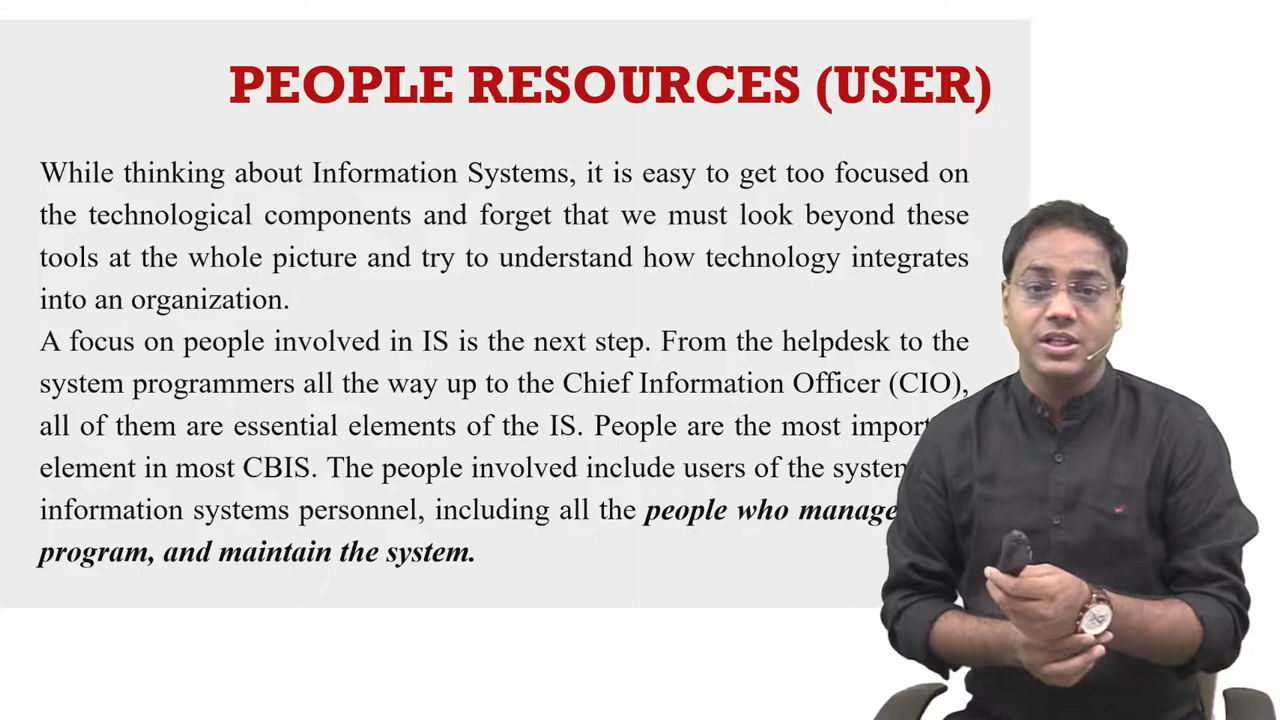 PEOPLE RESOURCES (USER)
While thinking about Information Systems, it is easy to get too focused on
the technological components and forget that we must look beyond these
tools at the whole picture and try to understand how technology integrates
into an organization.
A focus on people involved in IS is the next step. From the helpdesk to the
system programmers all the way up to the Chief Information Officer (CIO),
all of them are essential elements of the IS. People are the most
element in most CBIS. The people involved include users of the
information systems personnel, including all the people who manage
program, and maintain the system.